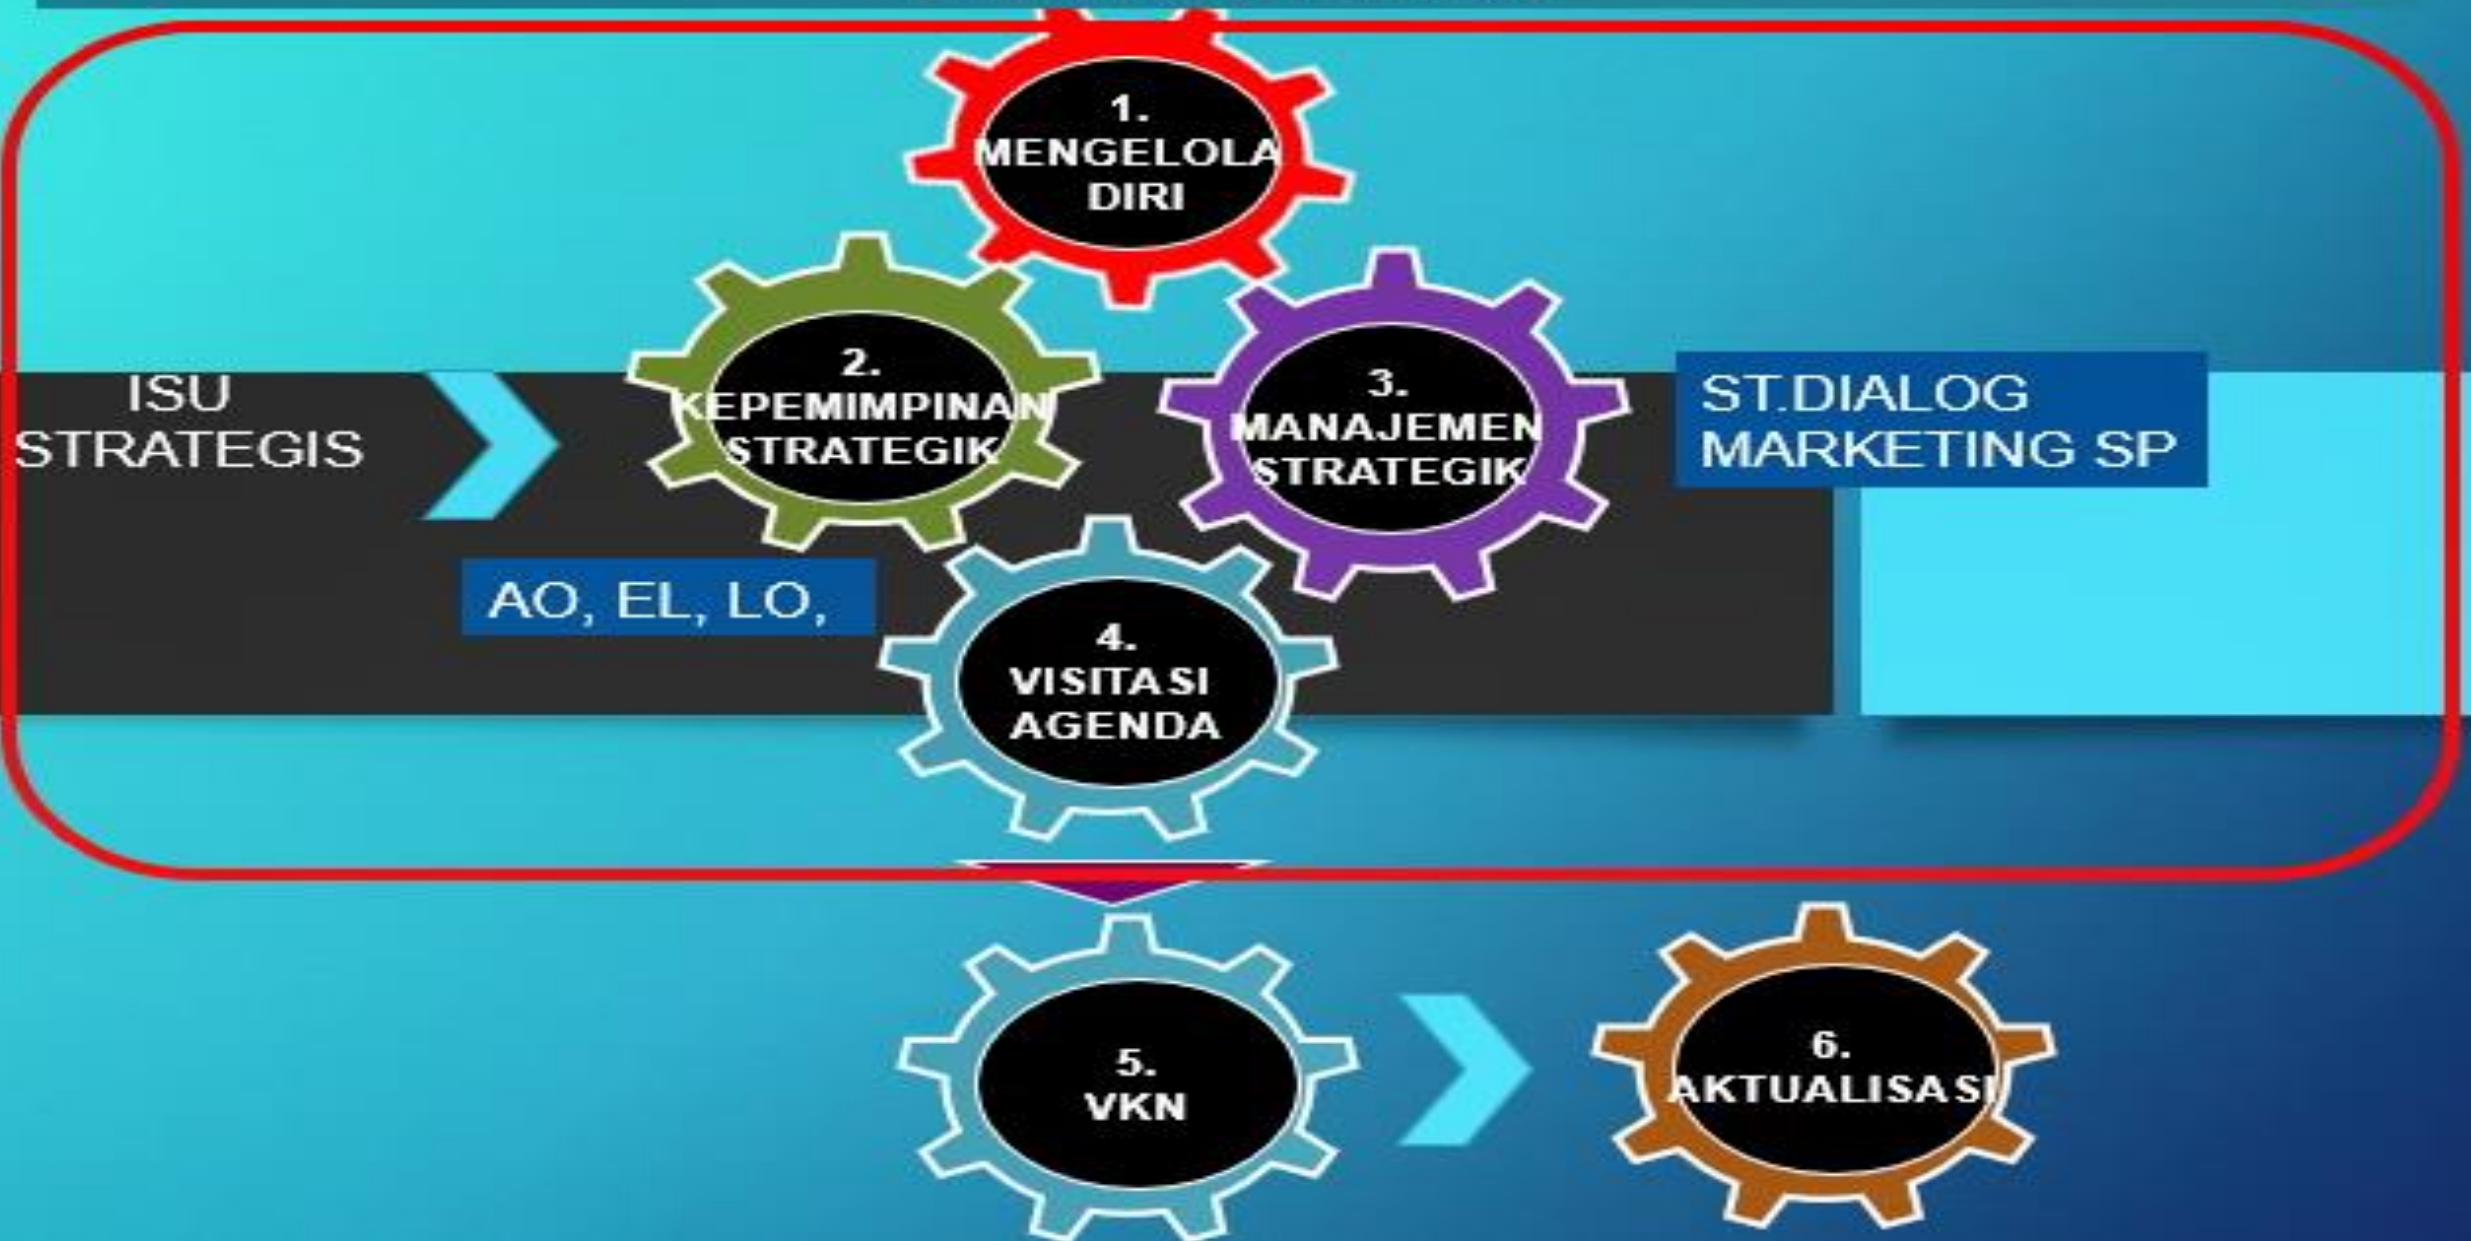 1.
MENGELOLA
DIRI
2.
KEPEMIMPINAN
STRATEGIK
3.
MANAJEMEN
STRATEGIK
ISU
STRATEGIS
ST.DIALOG
MARKETING SP
AO, EL, LO,
4.
VISITASI
AGENDA
5.
VKN
6.
AKTUALISASI